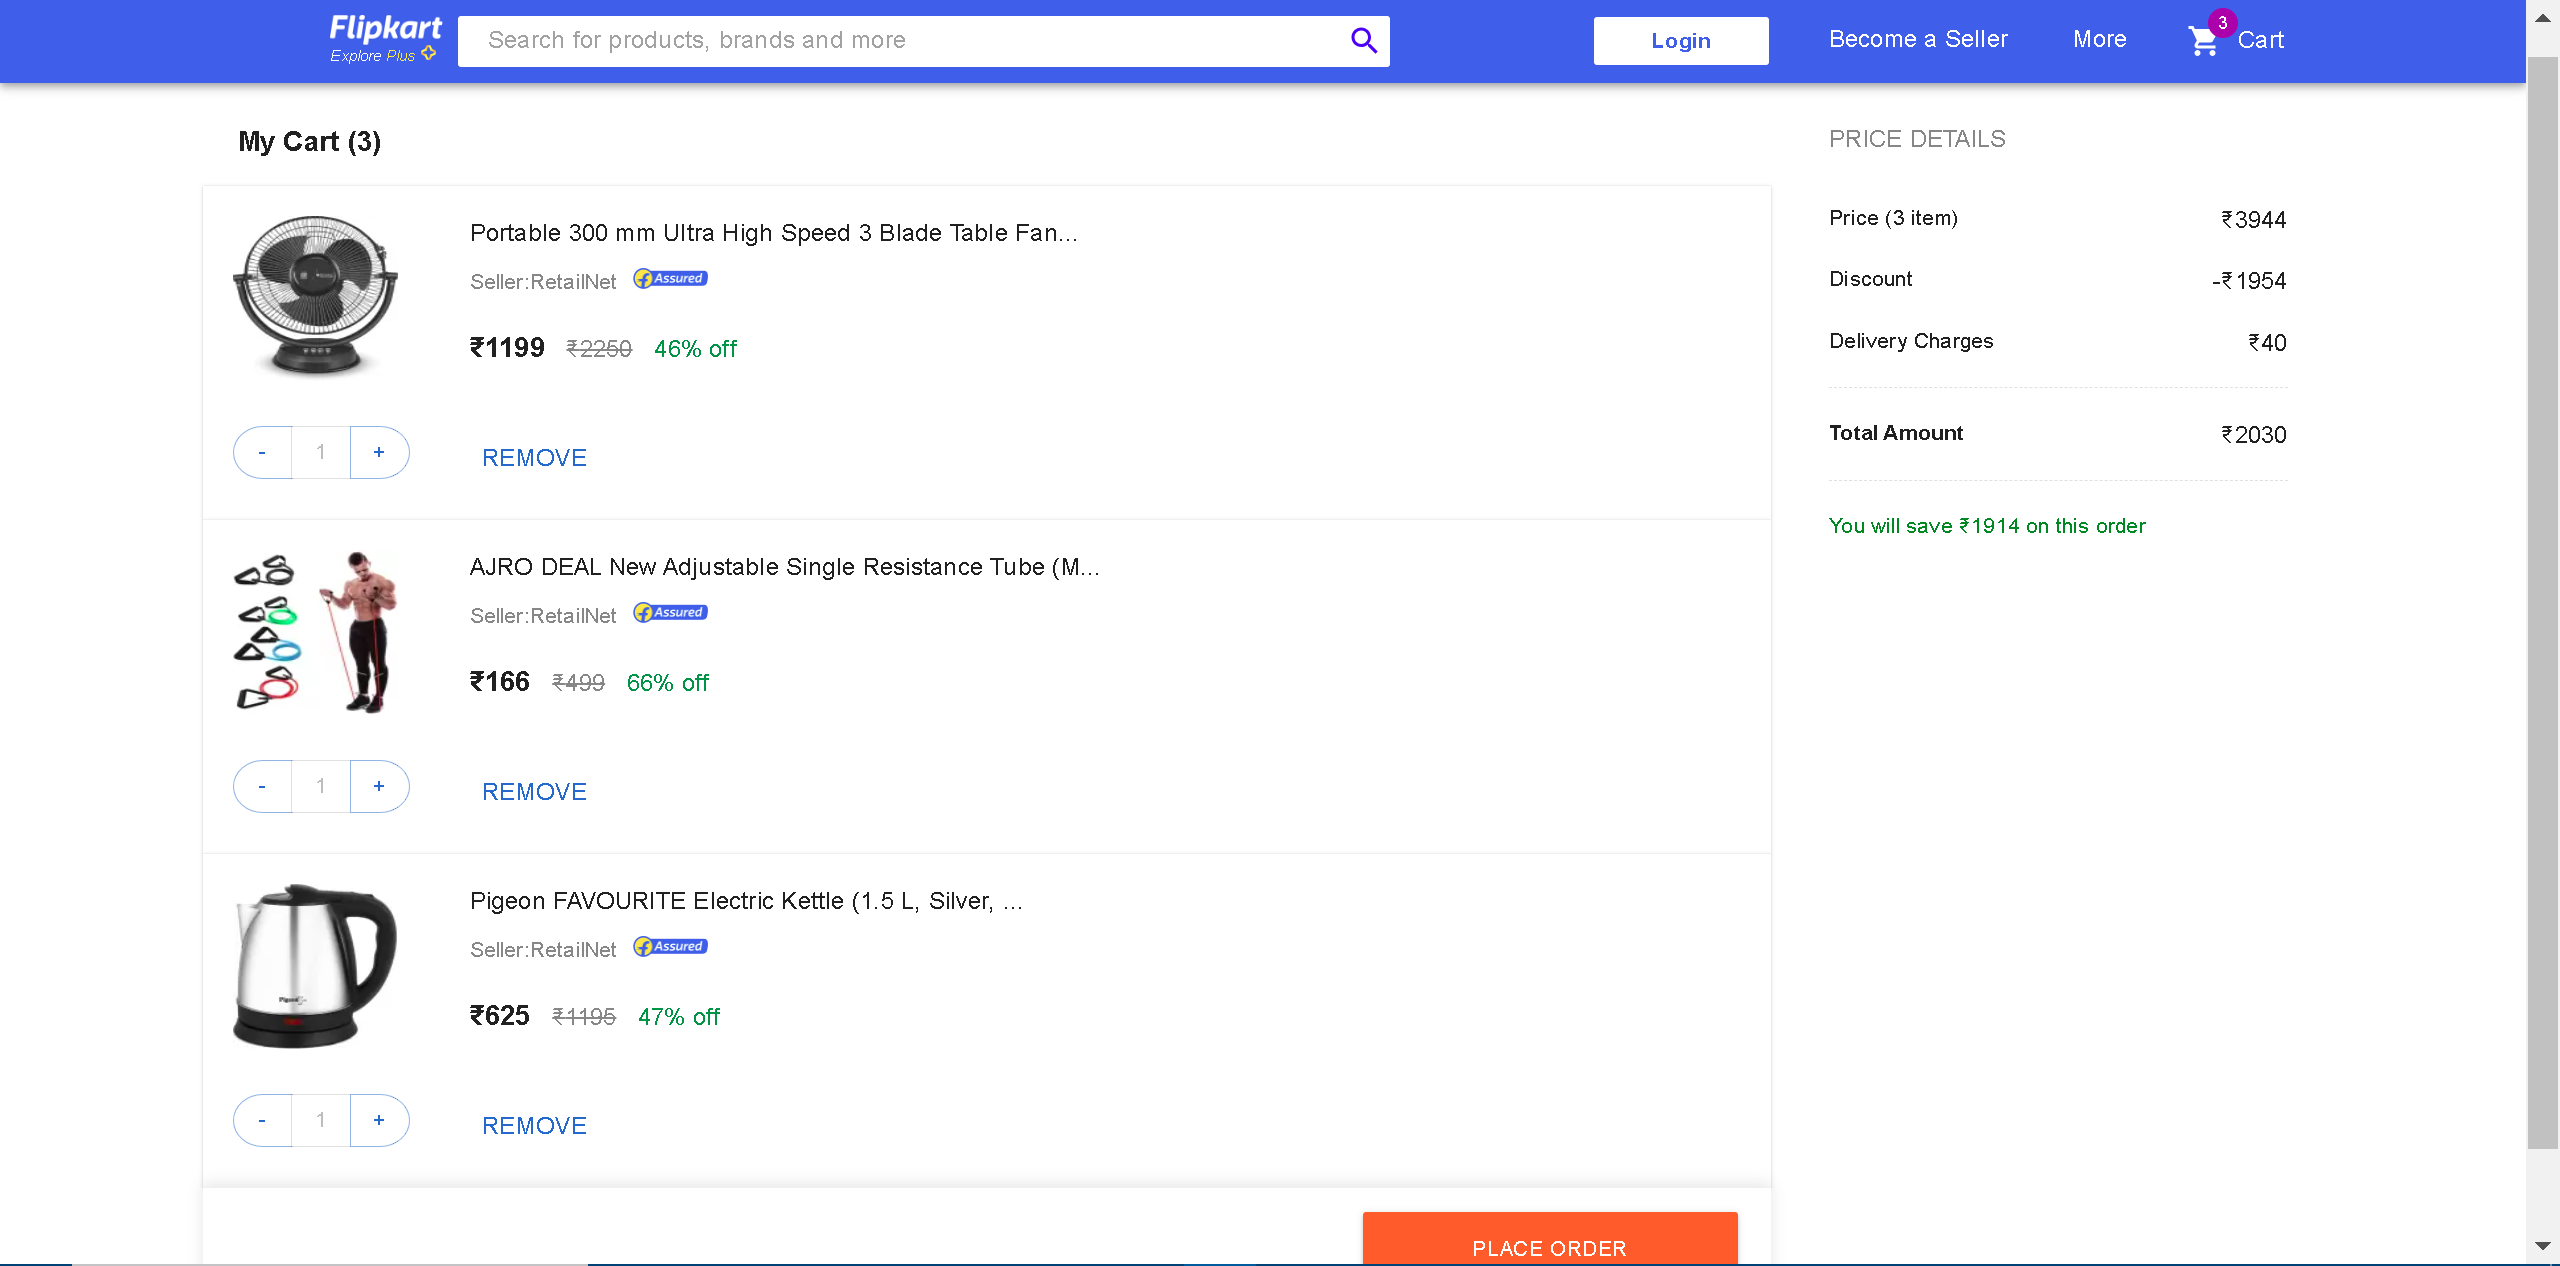 Flipkart
Explore Plus
Search for products, brands and more
Login
Become a Seller
More
3
Cart
My Cart (3)
Portable 300 mm Ultra High Speed 3 Blade Table Fan...
Seller:RetailNet Assured
₹1199 ₹2250 46% off
- 1 + REMOVE
AJRO DEAL New Adjustable Single Resistance Tube (M...
Seller:RetailNet Assured
₹166 ₹499 66% off
- 1 + REMOVE
Pigeon FAVOURITE Electric Kettle (1.5 L, Silver, ...
Seller:RetailNet Assured
₹625 ₹1195 47% off
Pigeon
- 1 + REMOVE
PLACE ORDER
PRICE DETAILS
Price (3 item) ₹3944
Discount -₹1954
Delivery Charges ₹40
Total Amount ₹2030
You will save ₹1914 on this order